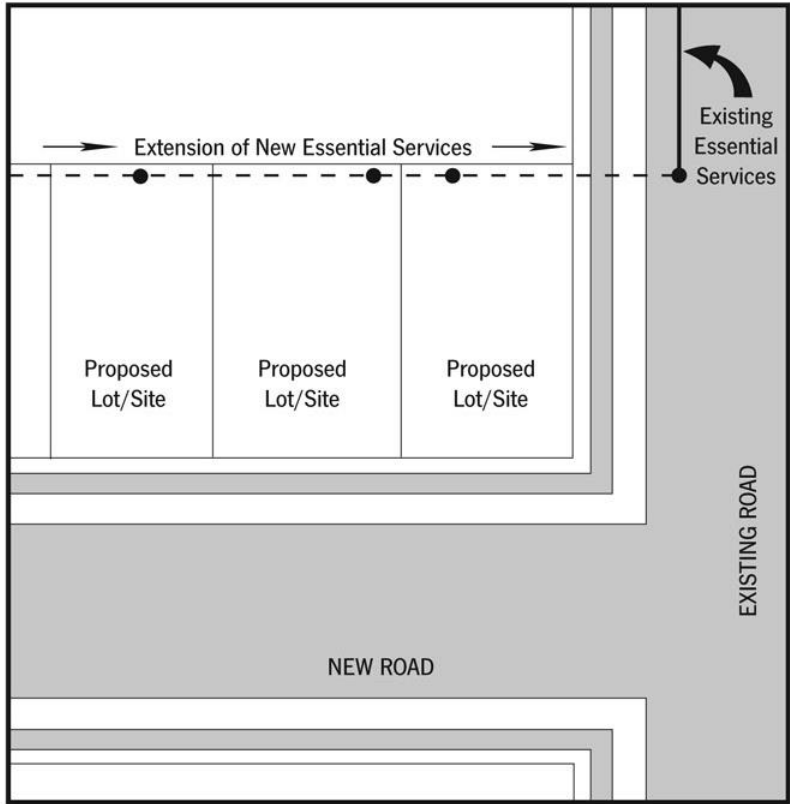 Existing
Essential
Services
Extension of New Essential Services
Proposed
Lot/Site
Proposed
Lot/Site
Proposed
Lot/Site
EXISTING ROAD
NEW ROAD